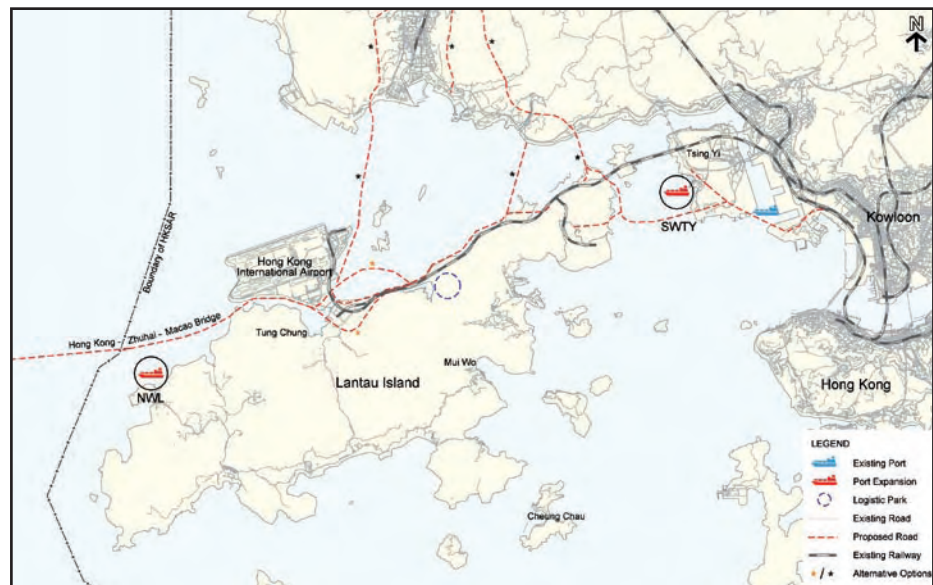 N
Boundary of HKSAR
Tsing Yi
SWTY
Kowloon
Hong Kong
International Airport
Hong Kong - Zhuhai - Macao Bridge
Tung Chung
NWL
Mui Wo
Lantau Island
Hong Kong
Cheung Chau
LEGEND
Existing Port
Port Expansion
Logistic Park
Existing Road
Proposed Road
Existing Railway
/ Alternative Options